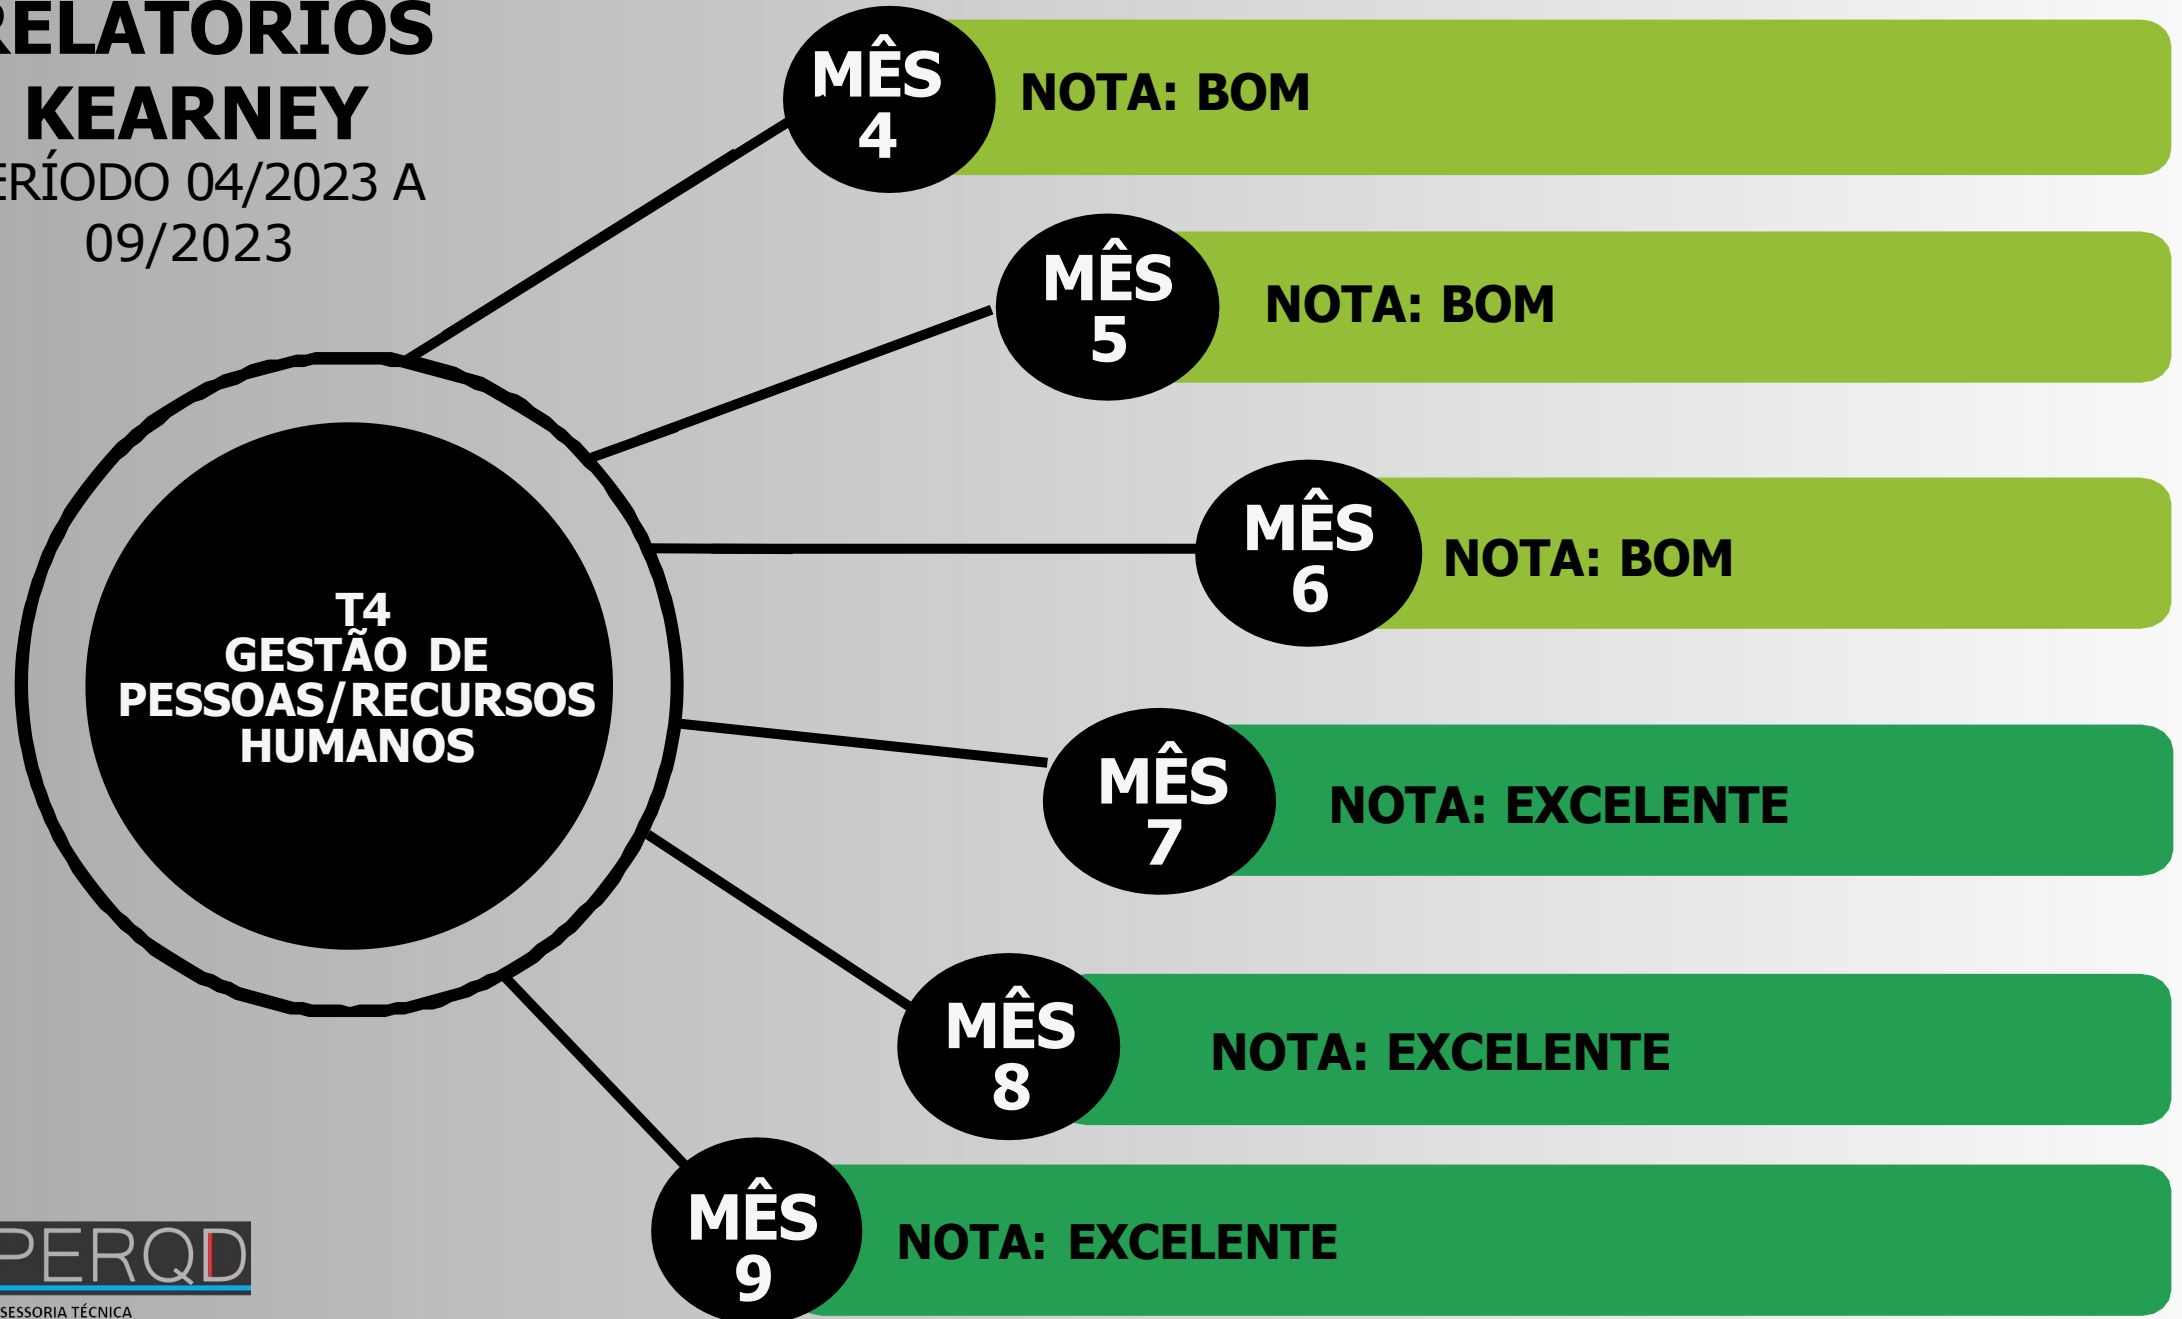 RELATÓRIOS
KEARNEY
ERÍODO 04/2023 A
09/2023
MÊS
4
NOTA: BOM
MÊS
5
NOTA: BOM
MÊS
6
NOTA: BOM
T4
GESTÃO DE
PESSOAS/RECURSOS
HUMANOS
MÊS
7
NOTA: EXCELENTE
MÊS
8
NOTA: EXCELENTE
MÊS
9
NOTA: EXCELENTE
PERQD
SESSORIA TÉCNICA